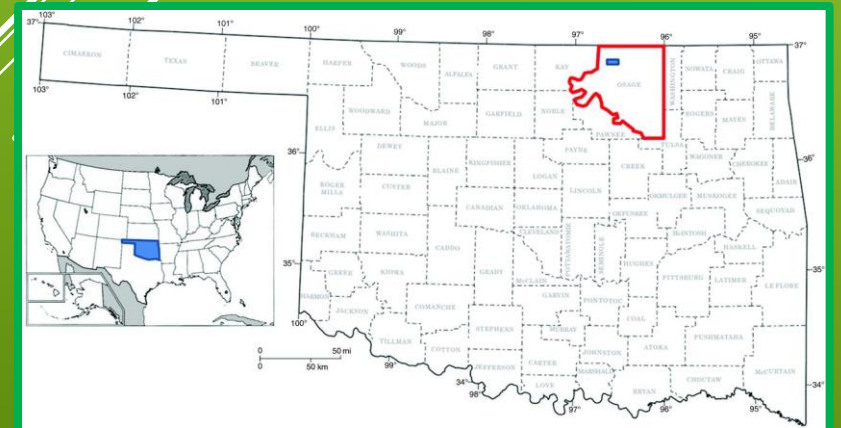 103°
102°
101°
100°
99°
98°
97°
96°
95°
37°
37°
CIMARRON
TEXAS
BEAVER
HARPER
WOODS
ALFALFA
GRANT
KAY
OSAGE
WASHINGTON
NOWATA
CRAIG
OTTAWA
103°
102°
101°
WOODWARD
MAJOR
GARFIELD
NOBLE
PAWNEE
ROGERS
MAYES
DELAWARE
ELLIS
DEWEY
BLAINE
KINGFISHER
LOGAN
PAYNE
CREEK
TULSA
WAGONER
CHEROKEE
ADAIR
36°
36°
ROGER
MILLS
CUSTER
CANADIAN
OKLAHOMA
LINCOLN
OKFUSKEE
OKMULGEE
MUSKOGEE
SEQUOYAH
BECKHAM
WASHITA
CADDO
CLEVELAND
POTTAWATOMIE
SEMINOLE
HUGHES
McINTOSH
HASKELL
35°
35°
GREER
KIOWA
GRADY
McCLAIN
PITTSBURG
LATIMER
LE FLORE
HARMON
JACKSON
COMANCHE
GARVIN
PONTOTOC
COAL
100°
TILLMAN
COTTON
STEPHENS
MURRAY
JOHNSTON
ATOKA
PUSHMATAHA
JEFFERSON
CARTER
MARSHALL
CHOCTAW
McCURTAIN
LOVE
BRYAN
0
50 mi
0
50 km
99°
34°
98°
97°
96°
95°
34°